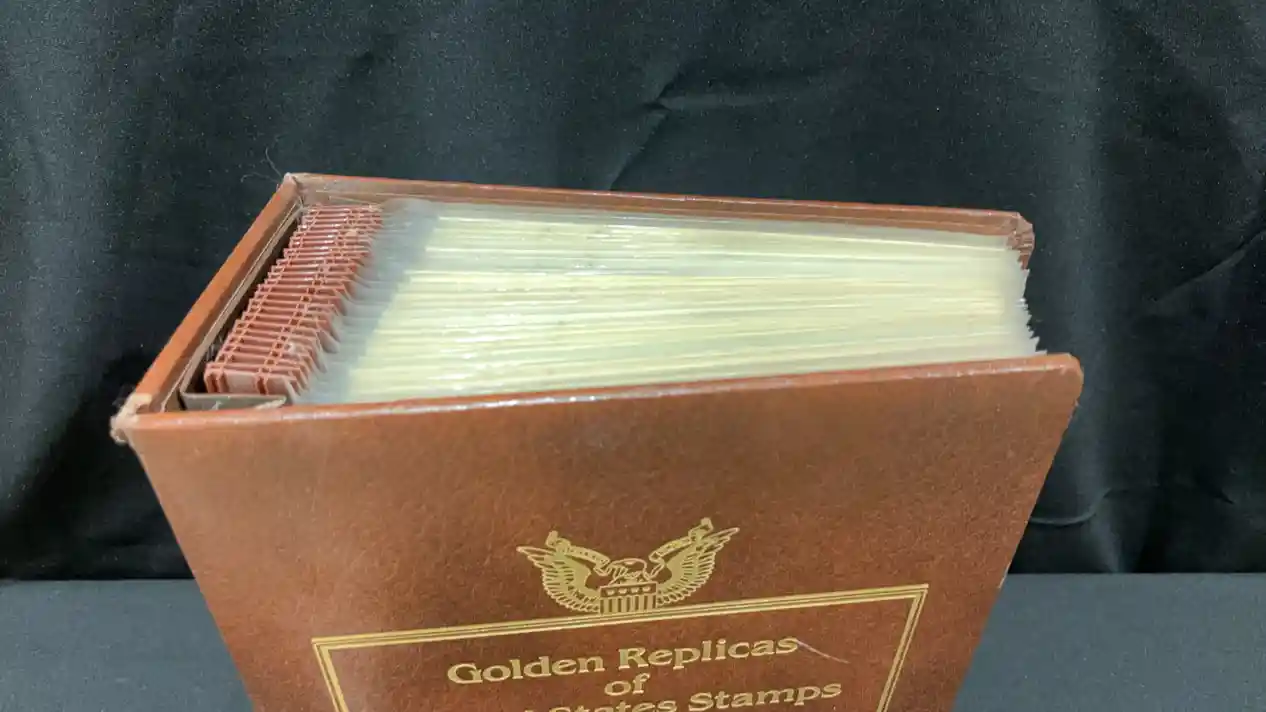 Golden Replicas
of
States Stamps